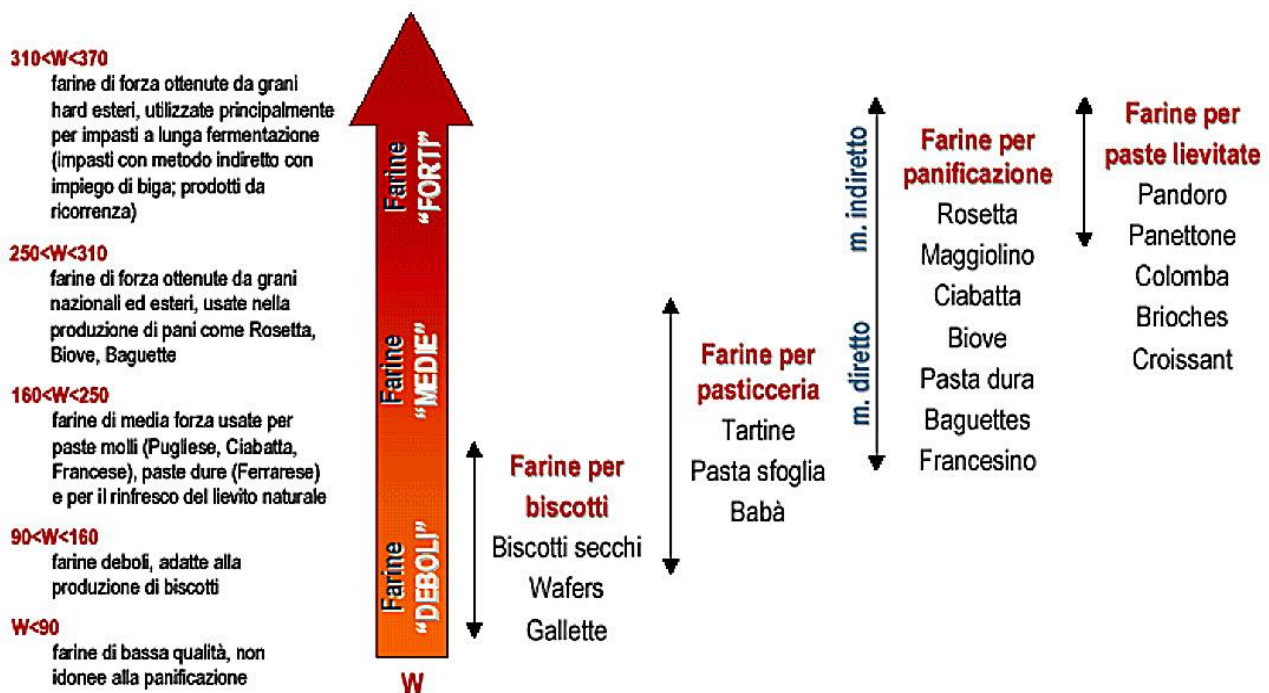 310<W<370
farine di forza ottenute da grani
hard esteri, utilizzate principalmente
per impasti a lunga fermentazione
(impasti con metodo indiretto con
impiego di biga; prodotti da
ricorrenza)
250<W<310
farine di forza ottenute da grani
nazionali ed esteri, usate nella
produzione di pani come Rosetta,
Biove, Baguette
160<W<250
farine di media forza usate per
paste molli (Pugliese, Ciabatta,
Francese), paste dure (Ferrarese)
e per il rinfresco del lievito naturale
90<W<160
farine deboli, adatte alla
produzione di biscotti
W<90
farine di bassa qualità, non
idonee alla panificazione
Farine
"FORTI"
Farine
"MEDIE"
Farine
"DEBOLI"
W
Farine per
biscotti
Biscotti secchi
Wafers
Gallette
Farine per
pasticceria
Tartine
Pasta sfoglia
Babà
m. indiretto
m. diretto
Farine per
panificazione
Rosetta
Maggiolino
Ciabatta
Biove
Pasta dura
Baguettes
Francesino
Farine per
paste lievitate
Pandoro
Panettone
Colomba
Brioches
Croissant